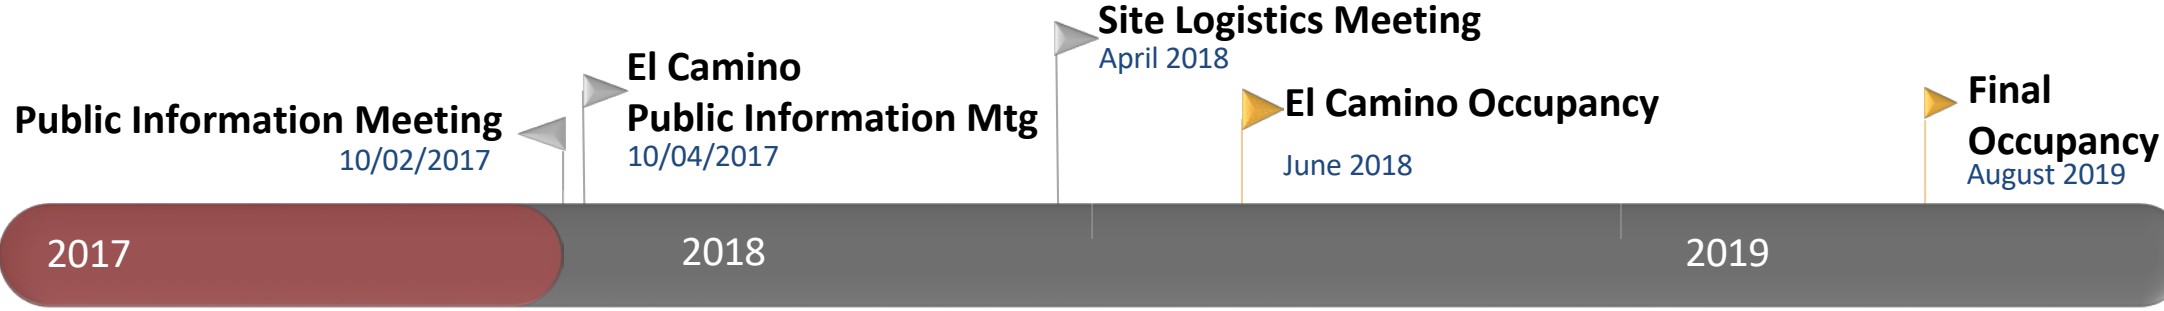 Public Information Meeting
10/02/2017
El Camino
Public Information Mtg
10/04/2017
Site Logistics Meeting
April 2018
El Camino Occupancy
June 2018
Final
Occupancy
August 2019
2017
2018
2019